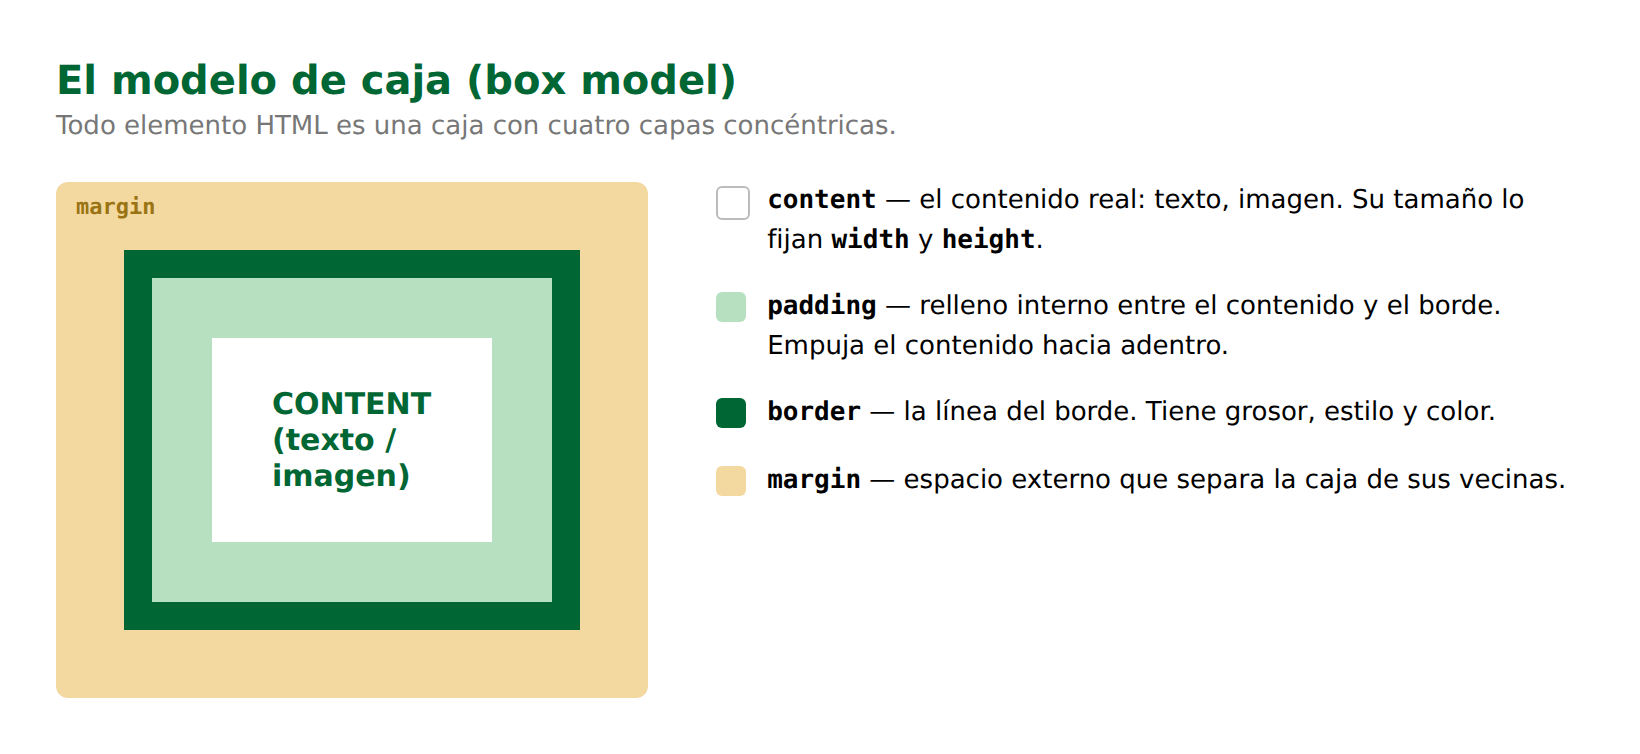 El modelo de caja (box model)
Todo elemento HTML es una caja con cuatro capas concéntricas.
margin
CONTENT
(texto /
imagen)
content — el contenido real: texto, imagen. Su tamaño lo
fijan width y height.
padding — relleno interno entre el contenido y el borde.
Empuja el contenido hacia adentro.
border — la línea del borde. Tiene grosor, estilo y color.
margin — espacio externo que separa la caja de sus vecinas.